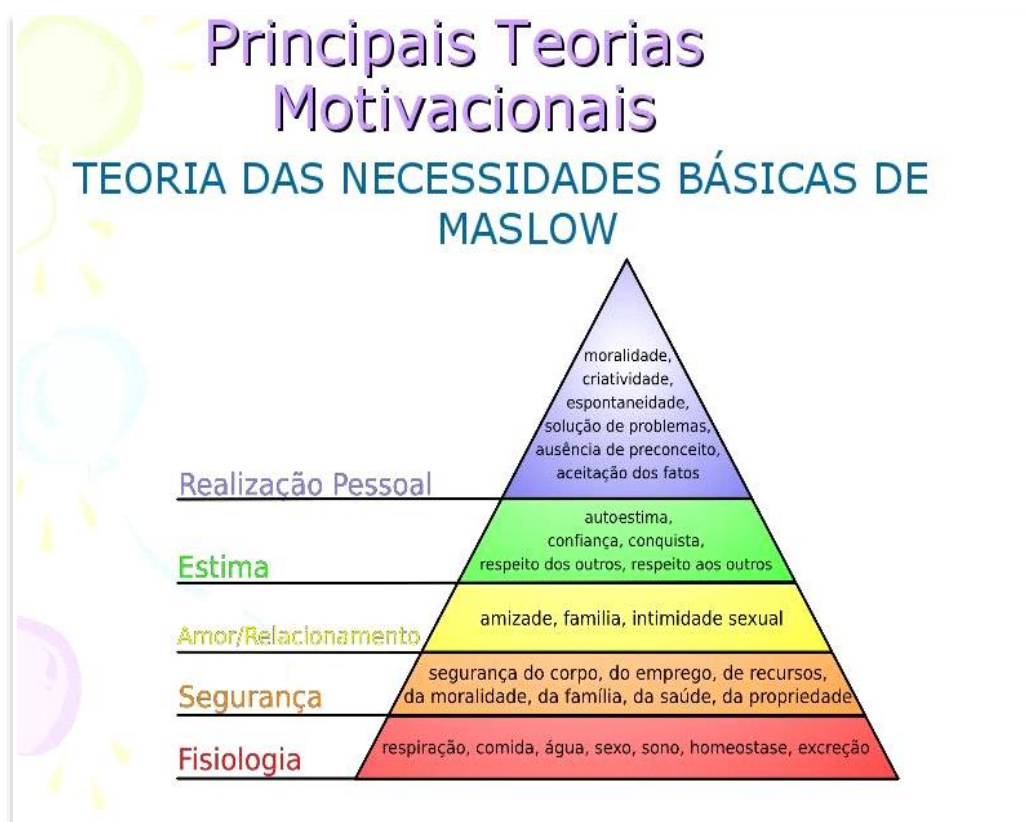 Principais Teorias
Motivacionais
TEORIA DAS NECESSIDADES BÁSICAS DE
MASLOW
moralidade,
criatividade,
espontaneidade,
solução de problemas,
ausência de preconceito,
aceitação dos fatos
Realização Pessoal
autoestima,
confiança, conquista,
respeito dos outros, respeito aos outros
Estima
amizade, familia, intimidade sexual
Amor/Relacionamento
segurança do corpo, do emprego, de recursos,
da moralidade, da família, da saúde, da propriedade
Segurança
respiração, comida, água, sexo, sono, homeostase, excreção
Fisiologia